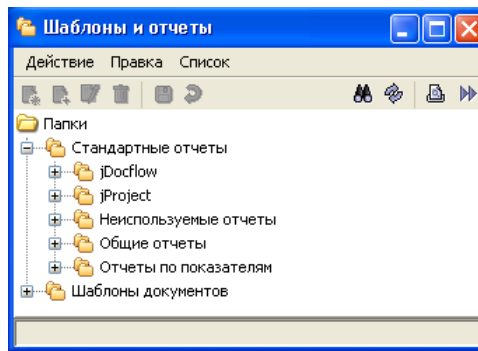 Шаблоны и отчеты
Действие Правка Список
Папки
Стандартные отчеты
jDocflow
jProject
Неиспользуемые отчеты
Общие отчеты
Отчеты по показателям
Шаблоны документов